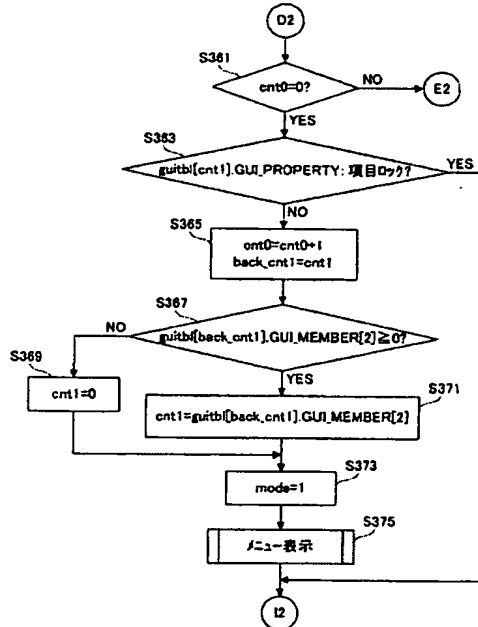 D2
S361
cnt0=0?
NO
E2
YES
S363
guitbl[cnt1].GUI_PROPERTY: 項目ロック?
YES
NO
S365
cnt0=cnt0+1
back_cnt1=cnt1
S367
NO
guitbl[back_cnt1].GUI_MEMBER[2]≧0?
S369
YES
S371
cnt1=0
cnt1=guitbl[back_cnt1].GUI_MEMBER[2]
S373
mode=1
S375
メニュー表示
I2